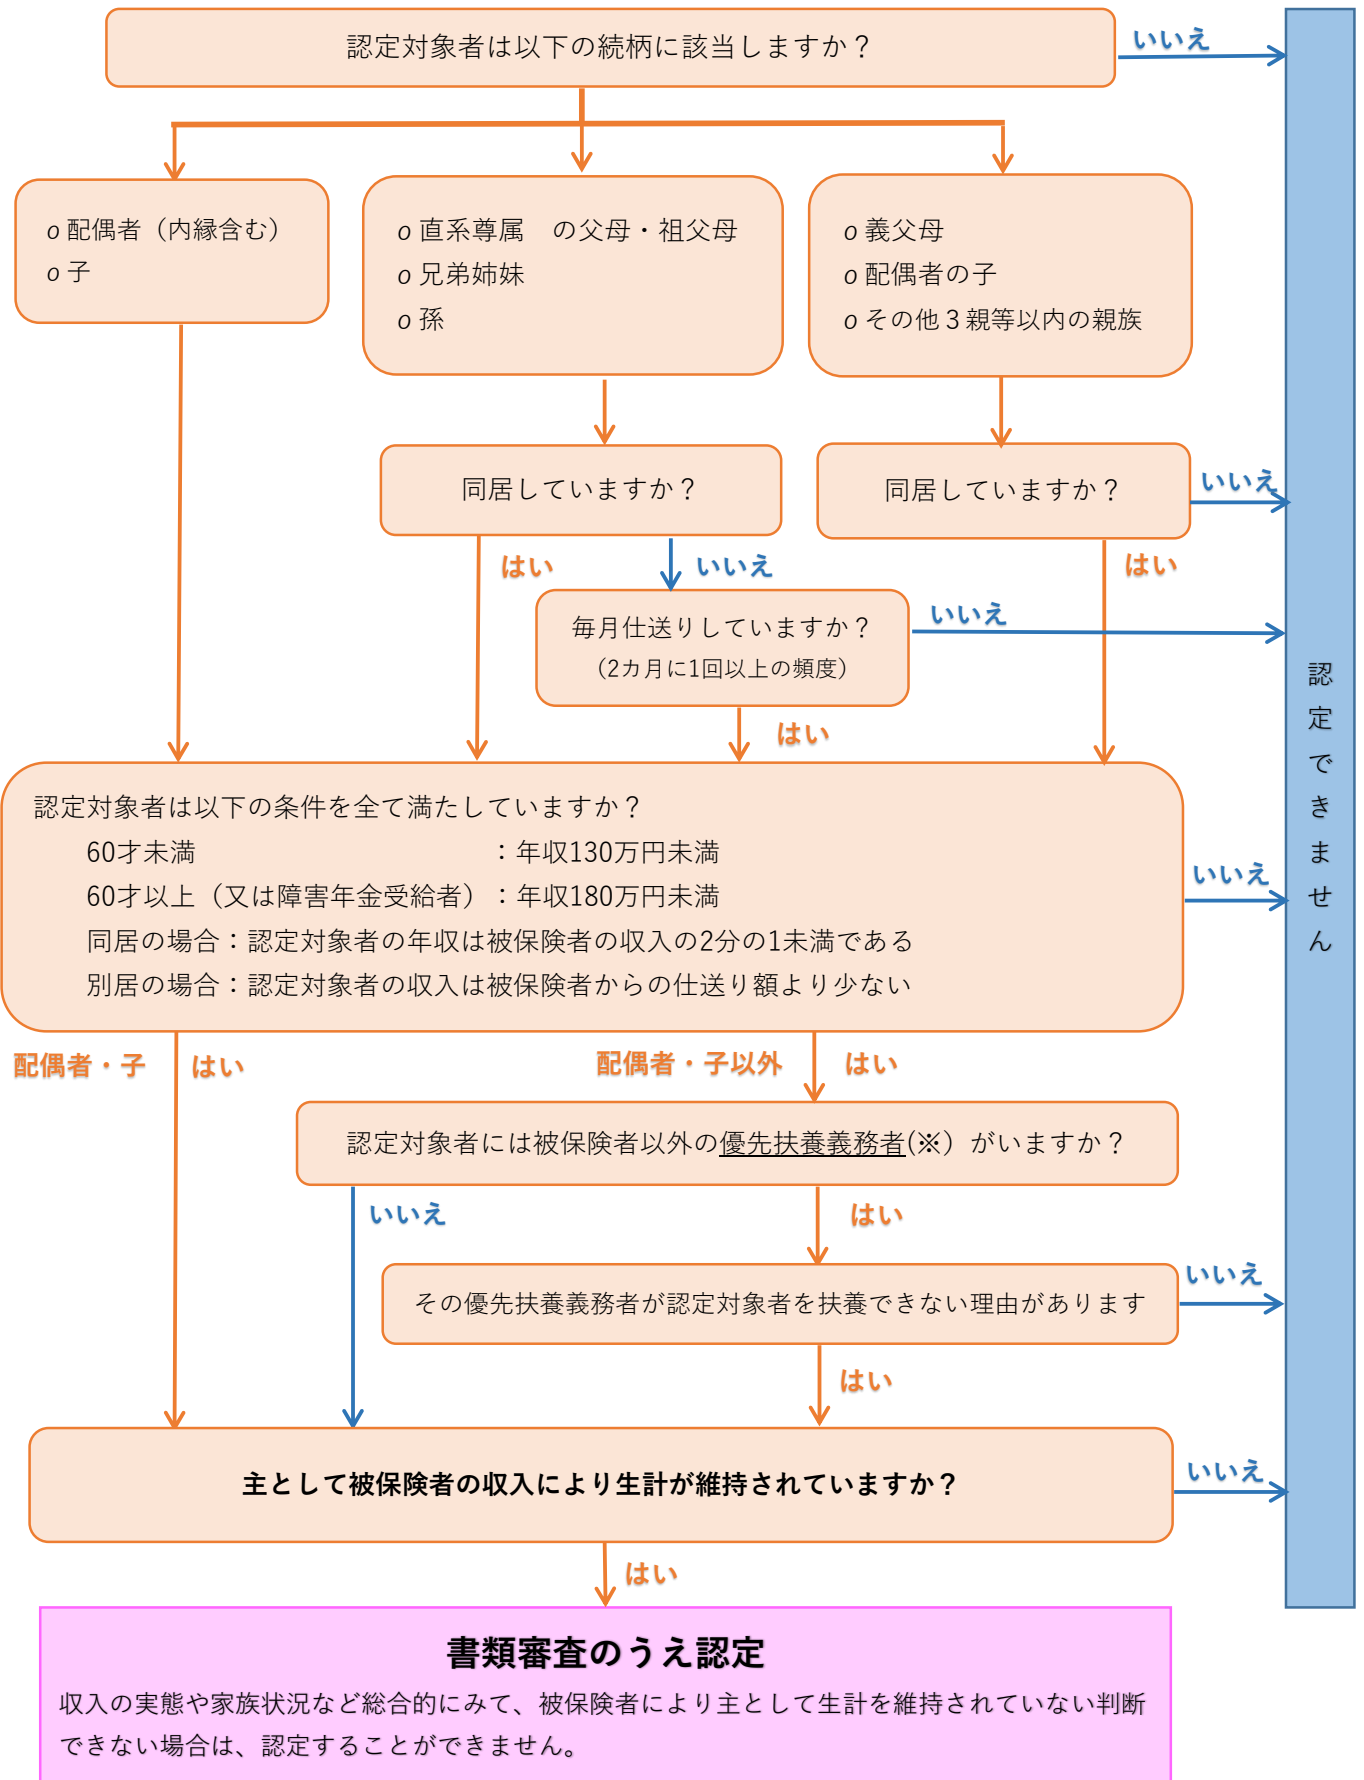 認定対象者は以下の続柄に該当しますか？
いいえ
o 配偶者（内縁含む）
o 子
o 直系尊属　の父母・祖父母
o 兄弟姉妹
o 孫
o 義父母
o 配偶者の子
o その他３親等以内の親族
同居していますか？
同居していますか？
いいえ
はい
いいえ
はい
毎月仕送りしていますか？
（2カ月に1回以上の頻度）
いいえ
はい
認定できません
認定対象者は以下の条件を全て満たしていますか？
60才未満　　　　　　　　　　　：年収130万円未満
60才以上（又は障害年金受給者）：年収180万円未満
同居の場合：認定対象者の年収は被保険者の収入の2分の1未満である
別居の場合：認定対象者の収入は被保険者からの仕送り額より少ない
いいえ
配偶者・子　はい
配偶者・子以外　はい
認定対象者には被保険者以外の優先扶養義務者(※）がいますか？
いいえ
はい
その優先扶養義務者が認定対象者を扶養できない理由があります
いいえ
はい
主として被保険者の収入により生計が維持されていますか？
いいえ
はい
書類審査のうえ認定
収入の実態や家族状況など総合的にみて、被保険者により主として生計を維持されていない判断
できない場合は、認定することができません。